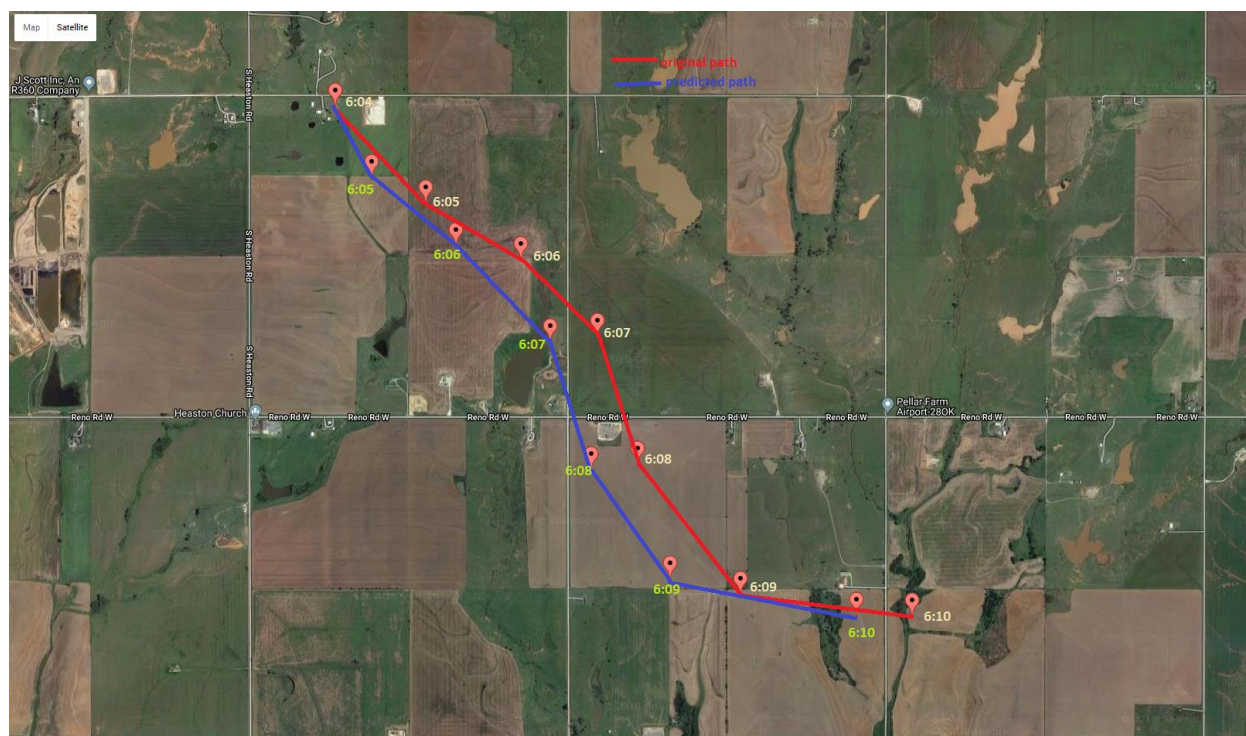 Map Satellite
original path
predicted path
J Scott Inc, An
R360 Company
S Heaston Rd
6:04
6:05
6:05
6:06
6:06
S Heaston Rd
6:07
6:07
S Heaston Rd
Heaston Church
Pellar Farm
Airport-28OK
Reno Rd W
Reno Rd W
Reno Rd W
Reno Rd W
Reno Rd W
Reno Rd W
Reno Rd W
Reno Rd W
Reno Rd W
Reno Rd W
6:08
6:08
6:09
6:09
6:10
6:10